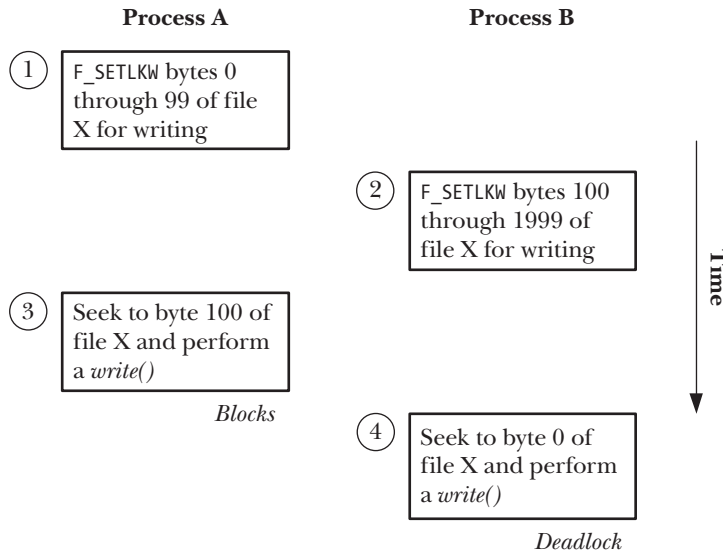 Process A
Process B
1
F_SETLKW bytes 0
through 99 of file
X for writing
2
F_SETLKW bytes 100
through 1999 of
file X for writing
Time
3
Seek to byte 100 of
file X and perform
a write()
Blocks
4
Seek to byte 0 of
file X and perform
a write()
Deadlock